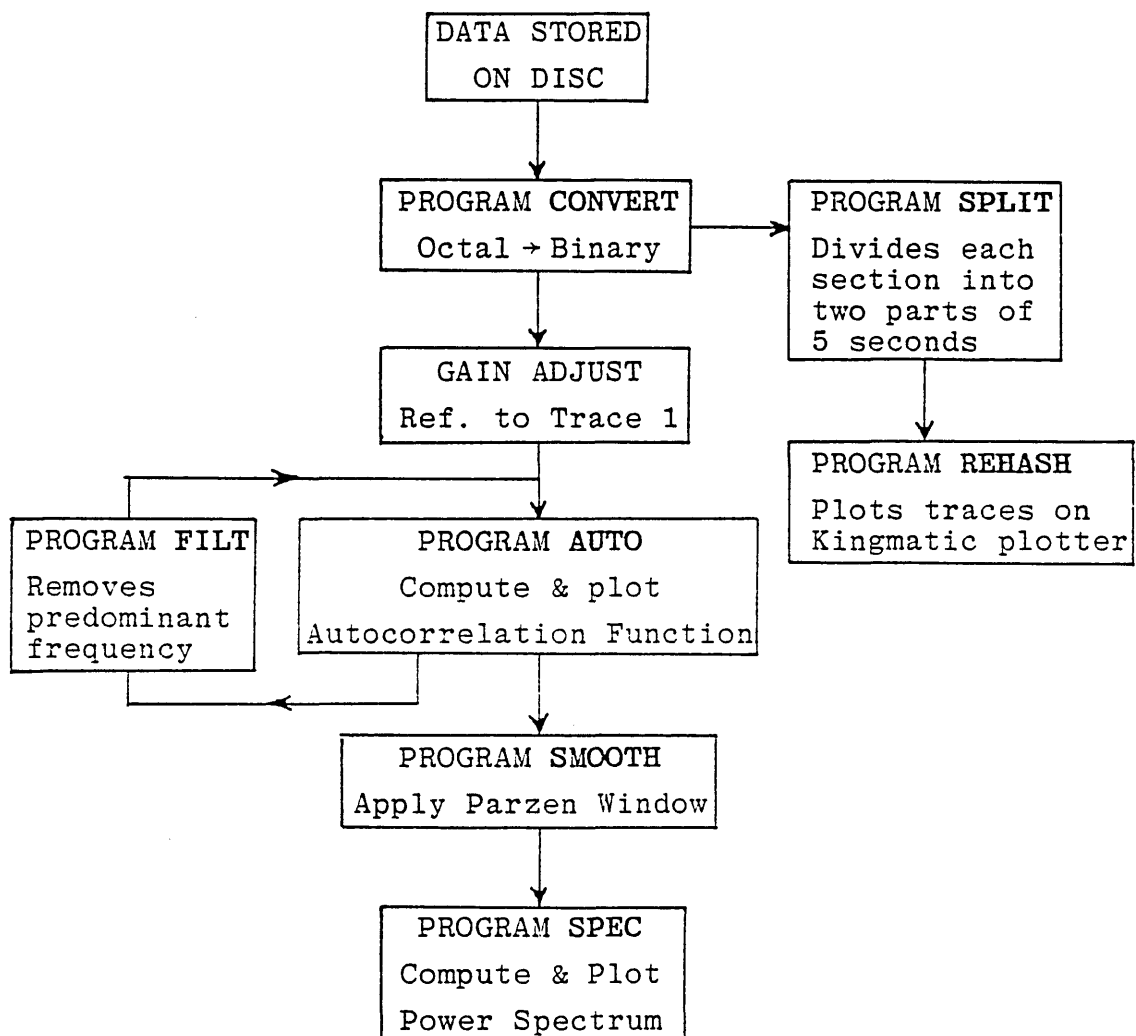 DATA STORED
ON DISC
PROGRAM CONVERT
Octal → Binary
PROGRAM SPLIT
Divides each
section into
two parts of
5 seconds
GAIN ADJUST
Ref. to Trace 1
PROGRAM REHASH
Plots traces on
Kingmatic plotter
PROGRAM FILT
Removes
predominant
frequency
PROGRAM AUTO
Compute & plot
Autocorrelation Function
PROGRAM SMOOTH
Apply Parzen Window
PROGRAM SPEC
Compute & Plot
Power Spectrum